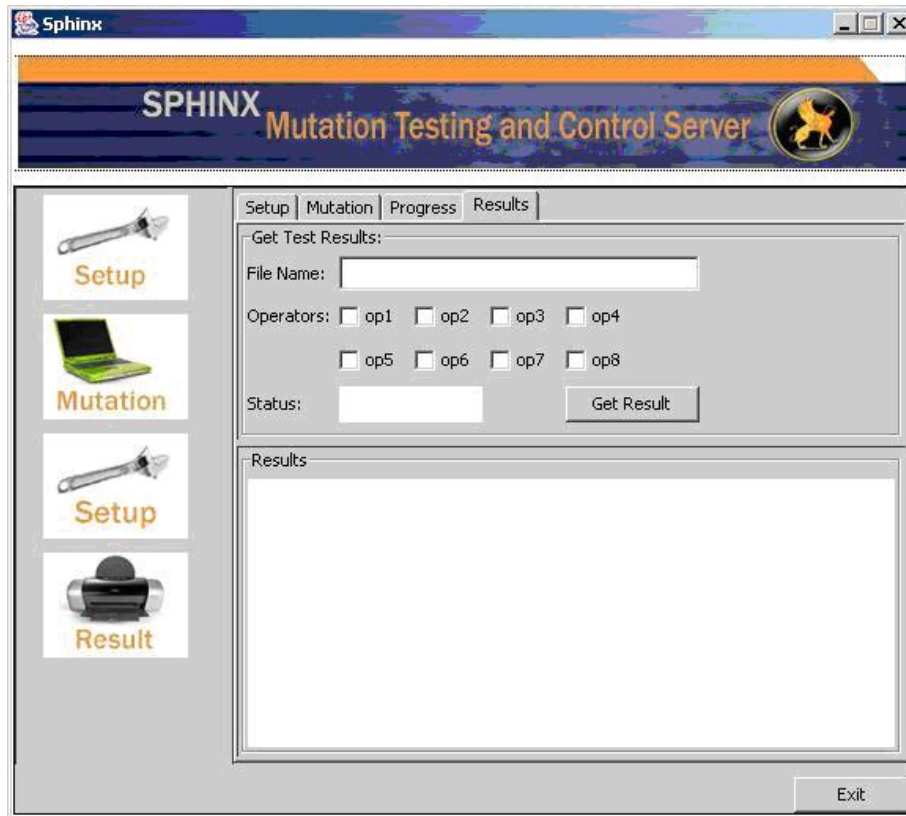 Sphinx
SPHINX
Mutation Testing and Control Server
Setup
Mutation
Setup
Result
Setup Mutation Progress Results
Get Test Results:
File Name:
Operators: op1 op2 op3 op4
op5 op6 op7 op8
Status: Get Result
Results
Exit